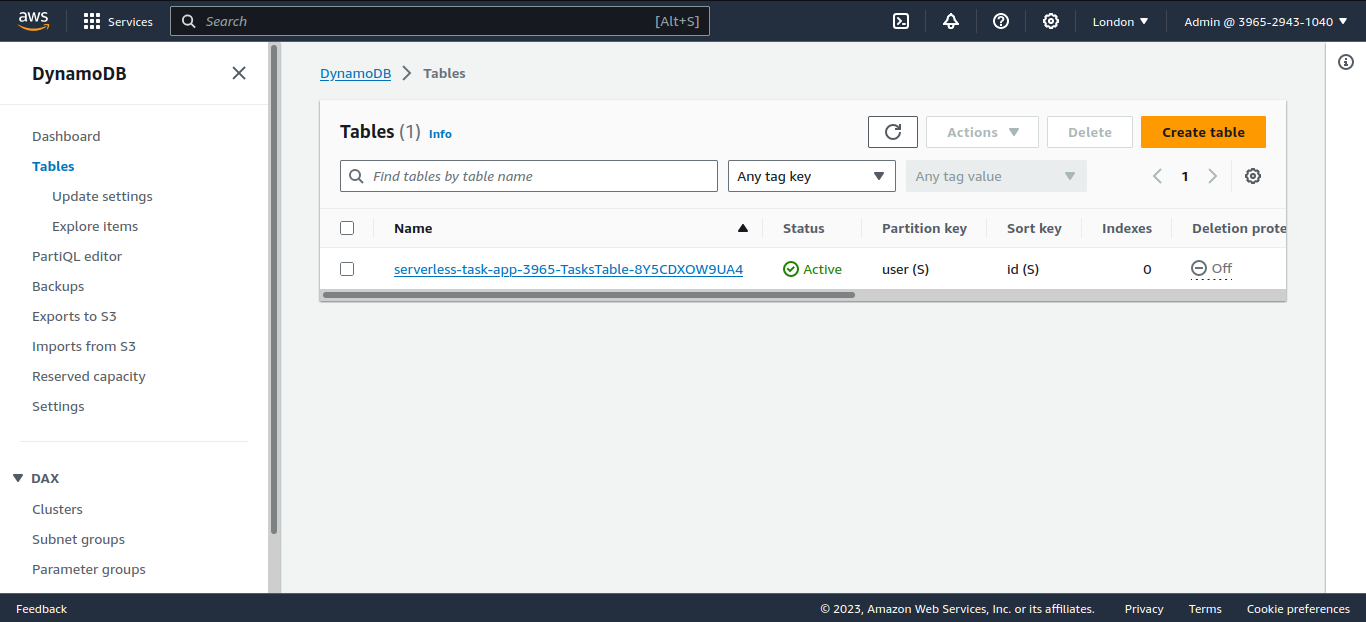 aws Services Search [Alt+S] London Admin @ 3965-2943-1040
DynamoDB
Dashboard
Tables
Update settings
Explore items
PartiQL editor
Backups
Exports to S3
Imports from S3
Reserved capacity
Settings
DAX
Clusters
Subnet groups
Parameter groups
DynamoDB Tables
Tables (1) Info Actions Delete Create table
Find tables by table name Any tag key Any tag value 1
Name Status Partition key Sort key Indexes Deletion prote
serverless-task-app-3965-TasksTable-8Y5CDXOW9UA4 Active user (S) id (S) 0 Off
Feedback © 2023, Amazon Web Services, Inc. or its affiliates. Privacy Terms Cookie preferences